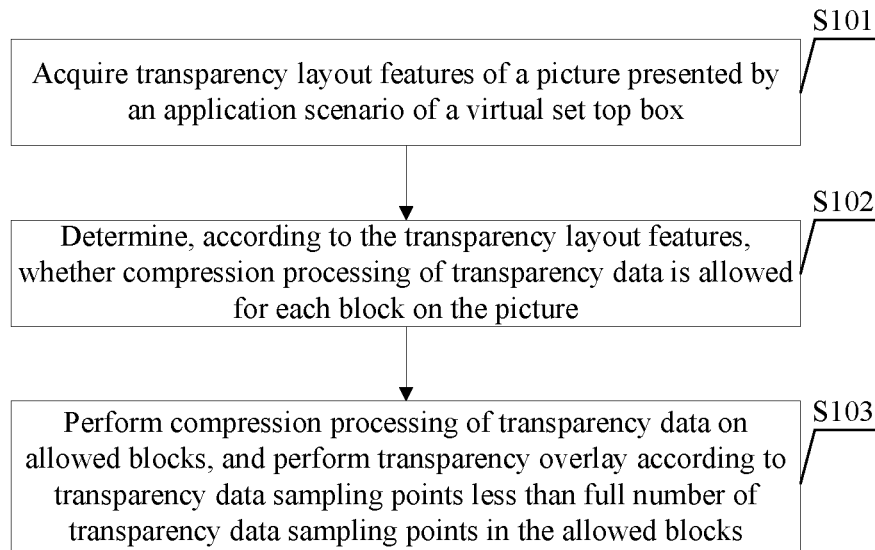 S101
Acquire transparency layout features of a picture presented by
an application scenario of a virtual set top box
S102
Determine, according to the transparency layout features,
whether compression processing of transparency data is allowed
for each block on the picture
S103
Perform compression processing of transparency data on
allowed blocks, and perform transparency overlay according to
transparency data sampling points less than full number of
transparency data sampling points in the allowed blocks